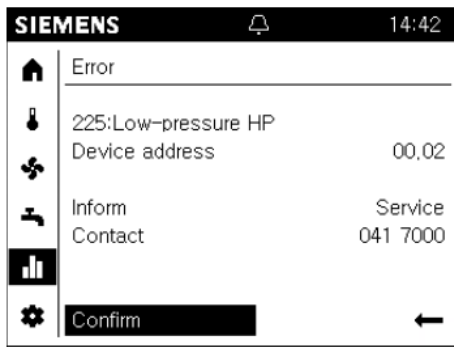 SIEMENS 14:42
Error
225:Low-pressure HP
Device address 00.02
Inform Service
Contact 041 7000
Confirm